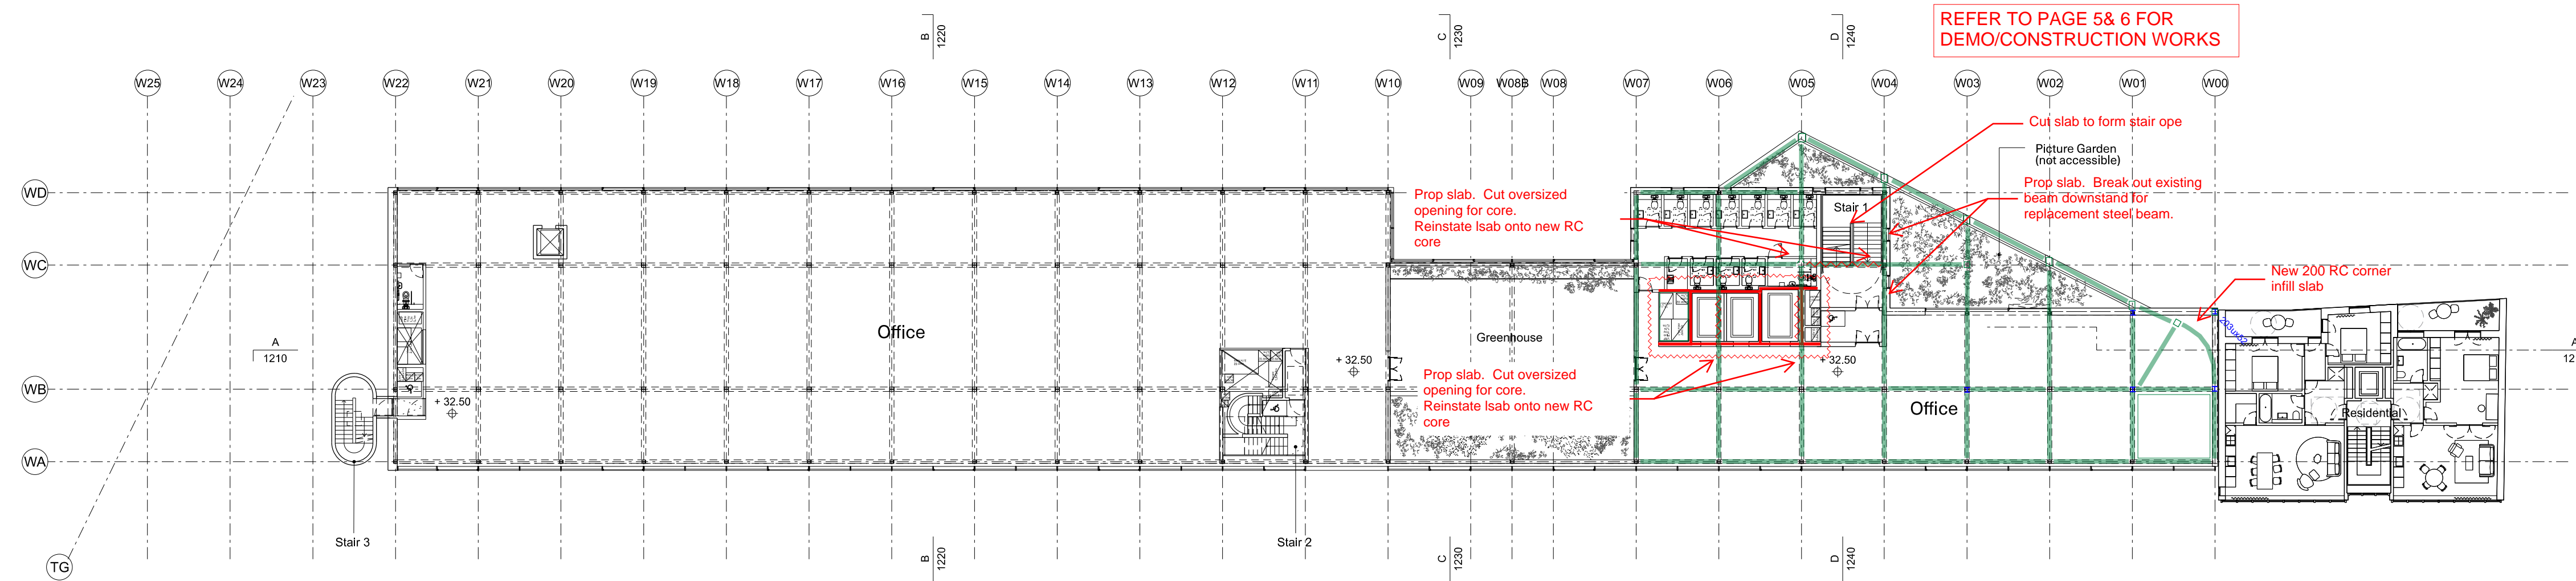 REFER TO PAGE 5& 6 FOR
DEMO/CONSTRUCTION WORKS
B
1220
C
1230
D
1240
W25
W24
W23
W22
W21
W20
W19
W18
W17
W16
W15
W14
W13
W12
W11
W10
W09
W08B
W08
W07
W06
W05
W04
W03
W02
W01
W00
Cut slab to form stair ope
Picture Garden
(not accessible)
WD
Prop slab. Cut oversized
opening for core.
Reinstate lsab onto new RC
core
Stair 1
Prop slab. Break out existing
beam downstand for
replacement steel beam.
WC
New 200 RC corner
infill slab
A
1210
Office
Greenhouse
+ 32.50
+ 32.50
A
12
Prop slab. Cut oversized
opening for core.
Reinstate lsab onto new RC
core
WB
+ 32.50
Office
Residential
WA
Stair 3
Stair 2
TG
B
1220
C
1230
D
1240